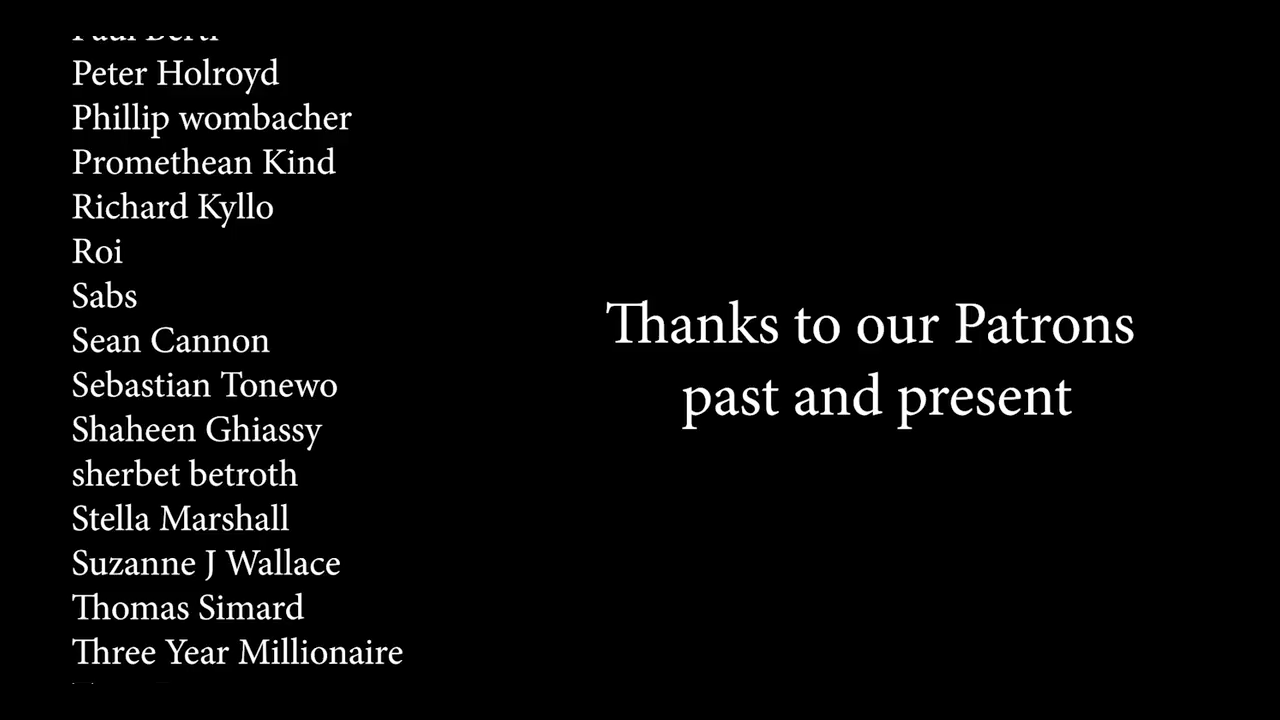 Peter Holroyd
Phillip wombacher
Promethean Kind
Richard Kyllo
Roi
Sabs
Sean Cannon
Sebastian Tonewo
Shaheen Ghiassy
sherbet betroth
Stella Marshall
Suzanne J Wallace
Thomas Simard
Three Year Millionaire
Thanks to our Patrons
past and present